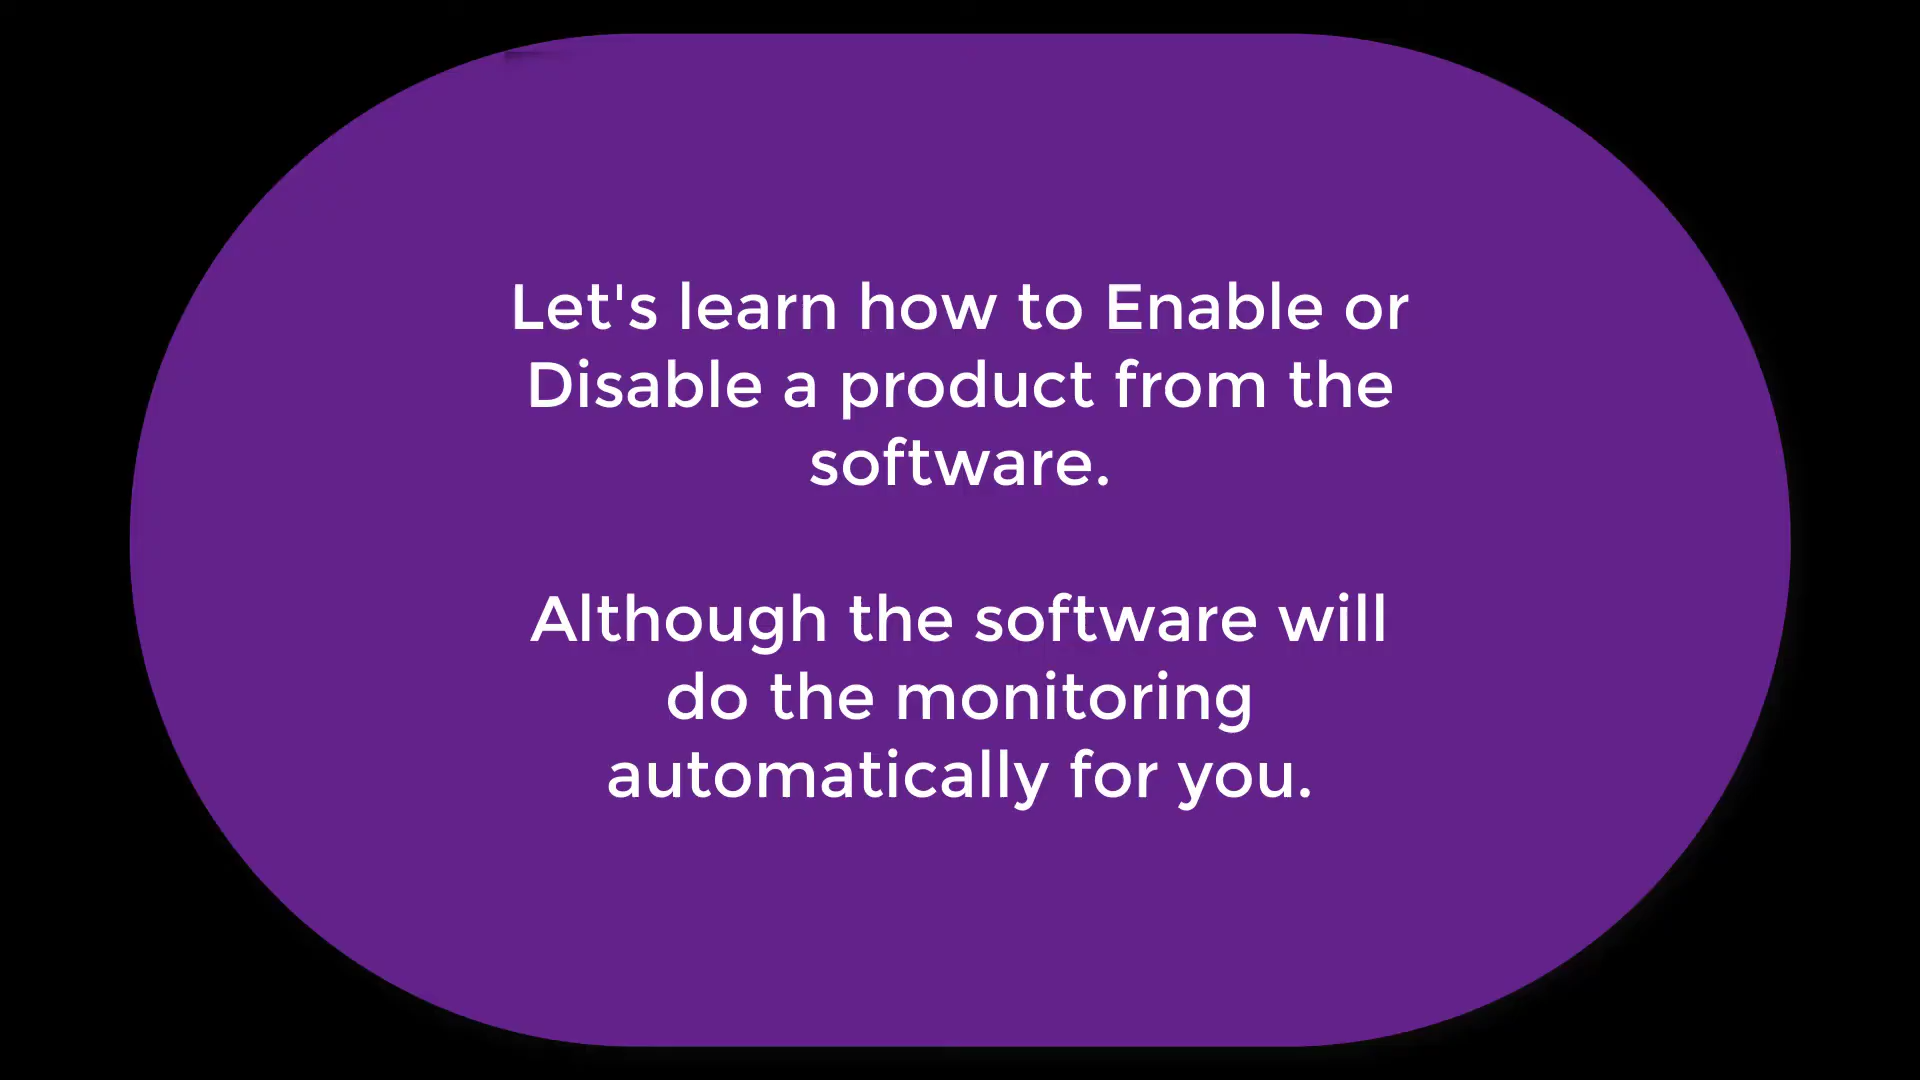 Let's learn how to Enable or
Disable a product from the
software.
Although the software will
do the monitoring
automatically for you.